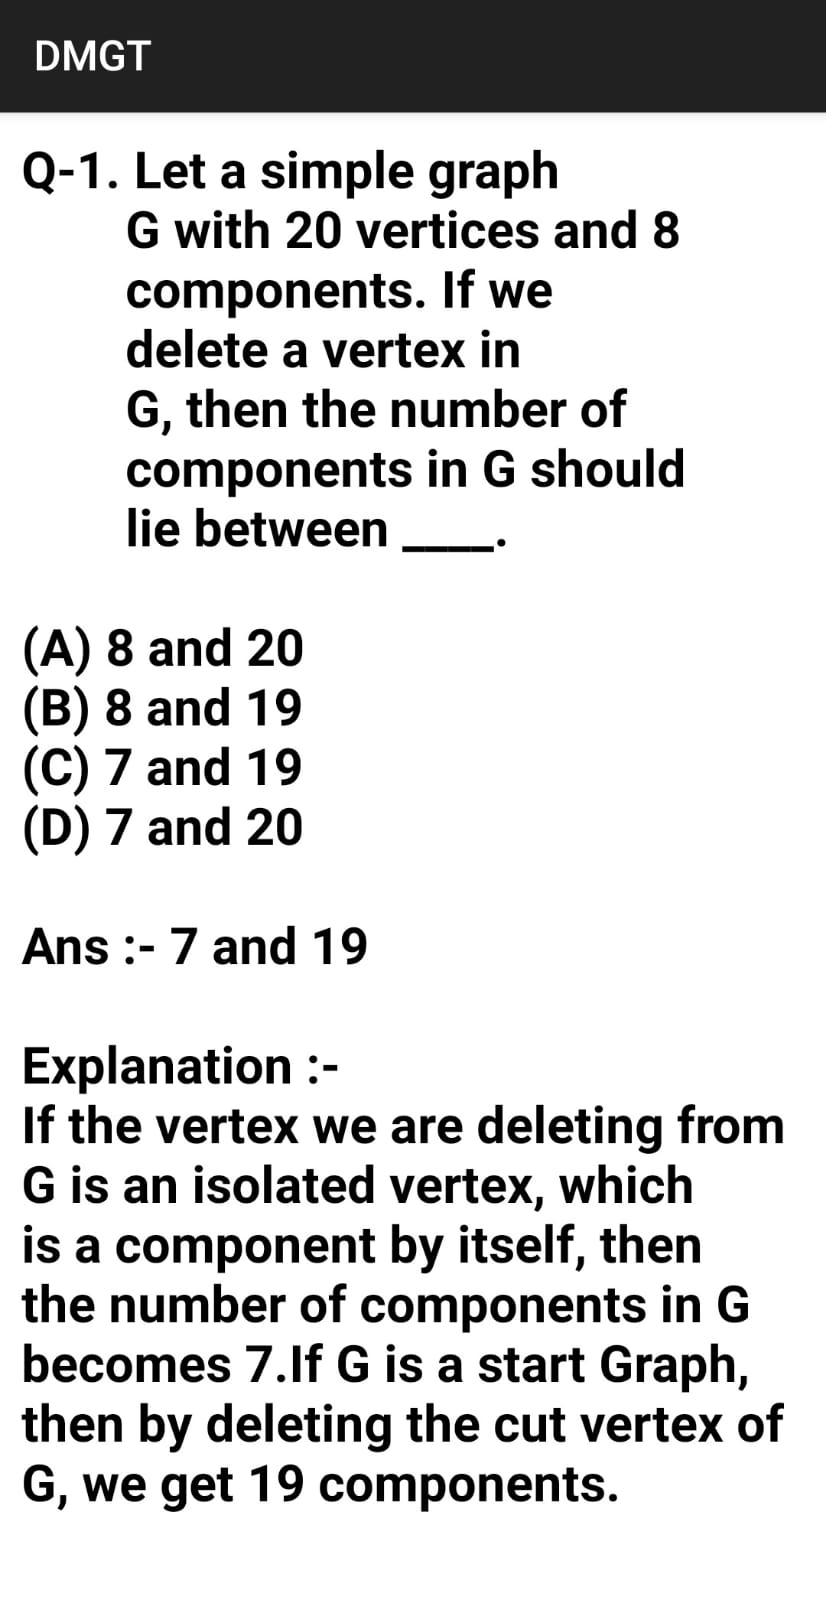 DMGT
Q-1. Let a simple graph
G with 20 vertices and 8
components. If we
delete a vertex in
G, then the number of
components in G should
lie between ____.
(A) 8 and 20
(B) 8 and 19
(C) 7 and 19
(D) 7 and 20
Ans :- 7 and 19
Explanation :-
If the vertex we are deleting from
G is an isolated vertex, which
is a component by itself, then
the number of components in G
becomes 7.If G is a start Graph,
then by deleting the cut vertex of
G, we get 19 components.